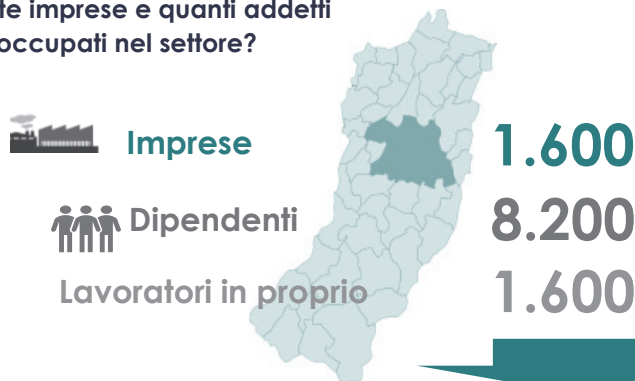 te imprese e quanti addetti
occupati nel settore?
Imprese 1.600
Dipendenti 8.200
Lavoratori in proprio 1.600